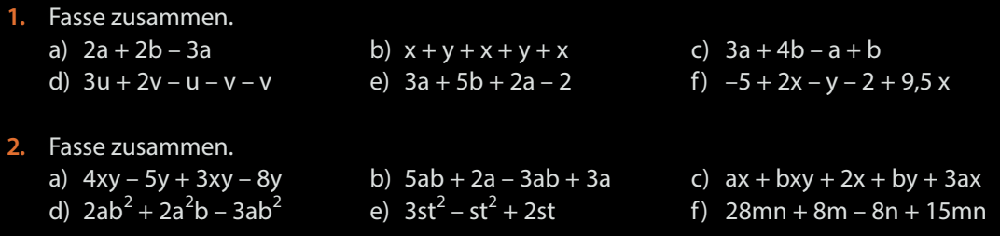 1. Fasse zusammen.
a) 2a + 2b – 3a b) x + y + x + y + x c) 3a + 4b – a + b
d) 3u + 2v – u – v – v e) 3a + 5b + 2a – 2 f) –5 + 2x – y – 2 + 9,5 x
2. Fasse zusammen.
a) 4xy – 5y + 3xy – 8y b) 5ab + 2a – 3ab + 3a c) ax + bxy + 2x + by + 3ax
d) 2ab² + 2a²b – 3ab² e) 3st² – st² + 2st f) 28mn + 8m – 8n + 15mn